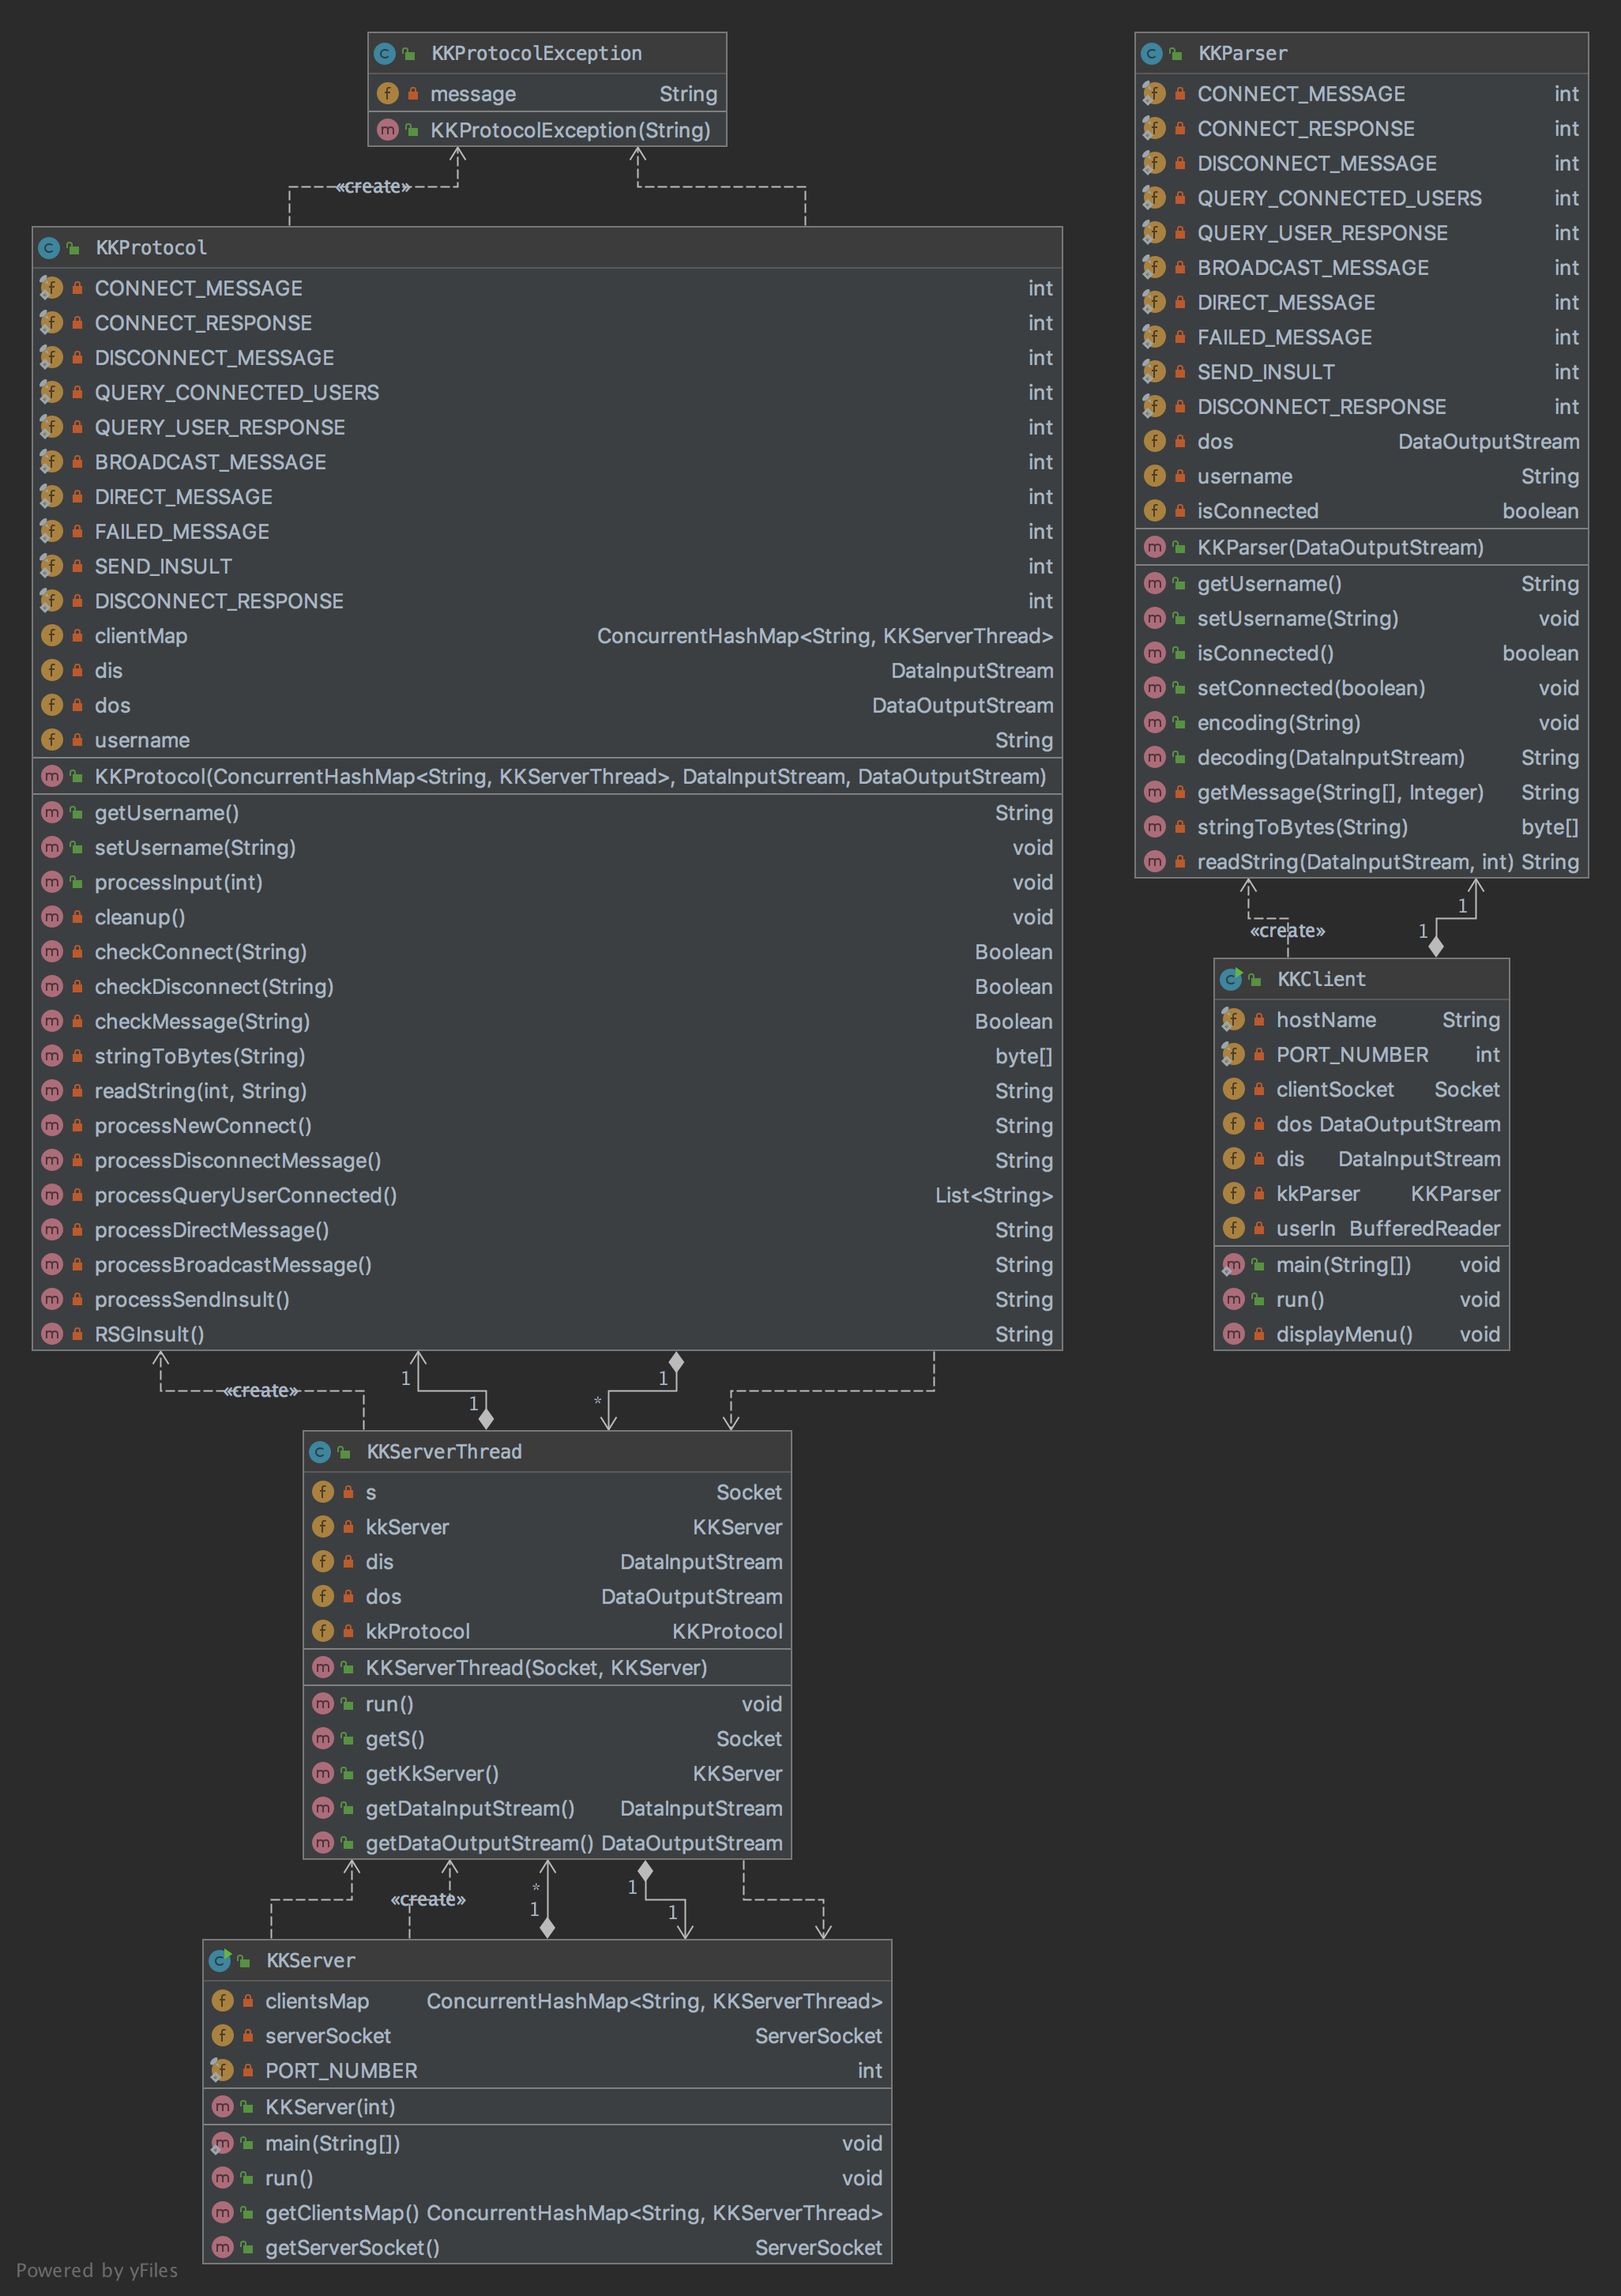 KKProtocolException
message String
KKProtocolException(String)
«create»
KKProtocol
CONNECT_MESSAGE int
CONNECT_RESPONSE int
DISCONNECT_MESSAGE int
QUERY_CONNECTED_USERS int
QUERY_USER_RESPONSE int
BROADCAST_MESSAGE int
DIRECT_MESSAGE int
FAILED_MESSAGE int
SEND_INSULT int
DISCONNECT_RESPONSE int
clientMap ConcurrentHashMap<String, KKServerThread>
dis DataInputStream
dos DataOutputStream
username String
KKProtocol(ConcurrentHashMap<String, KKServerThread>, DataInputStream, DataOutputStream)
getUsername() String
setUsername(String) void
processInput(int) void
cleanup() void
checkConnect(String) Boolean
checkDisconnect(String) Boolean
checkMessage(String) Boolean
stringToBytes(String) byte[]
readString(int, String) String
processNewConnect() String
processDisconnectMessage() String
processQueryUserConnected() List<String>
processDirectMessage() String
processBroadcastMessage() String
processSendInsult() String
RSGInsult() String
«create»
1
1
1
*
KKServerThread
s Socket
kkServer KKServer
dis DataInputStream
dos DataOutputStream
kkProtocol KKProtocol
KKServerThread(Socket, KKServer)
run() void
getS() Socket
getKkServer() KKServer
getDataInputStream() DataInputStream
getDataOutputStream() DataOutputStream
«create»
*
1
1
1
KKServer
clientsMap ConcurrentHashMap<String, KKServerThread>
serverSocket ServerSocket
PORT_NUMBER int
KKServer(int)
main(String[]) void
run() void
getClientsMap() ConcurrentHashMap<String, KKServerThread>
getServerSocket() ServerSocket
KKParser
CONNECT_MESSAGE int
CONNECT_RESPONSE int
DISCONNECT_MESSAGE int
QUERY_CONNECTED_USERS int
QUERY_USER_RESPONSE int
BROADCAST_MESSAGE int
DIRECT_MESSAGE int
FAILED_MESSAGE int
SEND_INSULT int
DISCONNECT_RESPONSE int
dos DataOutputStream
username String
isConnected boolean
KKParser(DataOutputStream)
getUsername() String
setUsername(String) void
isConnected() boolean
setConnected(boolean) void
encoding(String) void
decoding(DataInputStream) String
getMessage(String[], Integer) String
stringToBytes(String) byte[]
readString(DataInputStream, int) String
«create»
1
1
KKClient
hostName String
PORT_NUMBER int
clientSocket Socket
dos DataOutputStream
dis DataInputStream
kkParser KKParser
userIn BufferedReader
main(String[]) void
run() void
displayMenu() void
Powered by yFiles